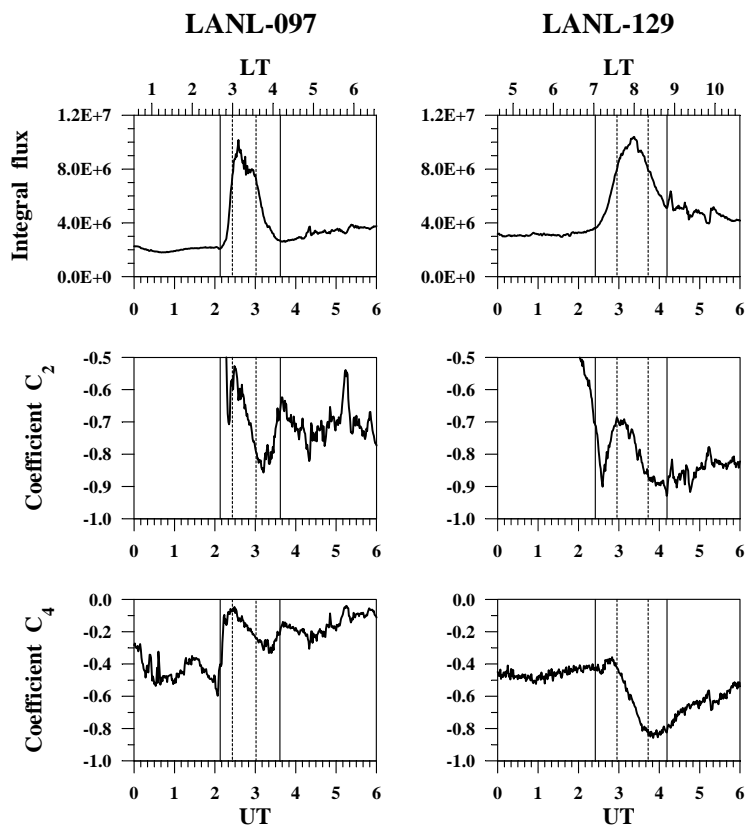 LANL-097 LANL-129
LT LT
1 2 3 4 5 6 5 6 7 8 9 10
Integral flux
1.2E+7 1.2E+7
8.0E+6 8.0E+6
4.0E+6 4.0E+6
0.0E+0 0.0E+0
0 1 2 3 4 5 6 0 1 2 3 4 5 6
Coefficient C2
-0.5 -0.5
-0.6 -0.6
-0.7 -0.7
-0.8 -0.8
-0.9 -0.9
-1.0 -1.0
0 1 2 3 4 5 6 0 1 2 3 4 5 6
Coefficient C4
0.0 0.0
-0.2 -0.2
-0.4 -0.4
-0.6 -0.6
-0.8 -0.8
-1.0 -1.0
0 1 2 3 4 5 6 0 1 2 3 4 5 6
UT UT